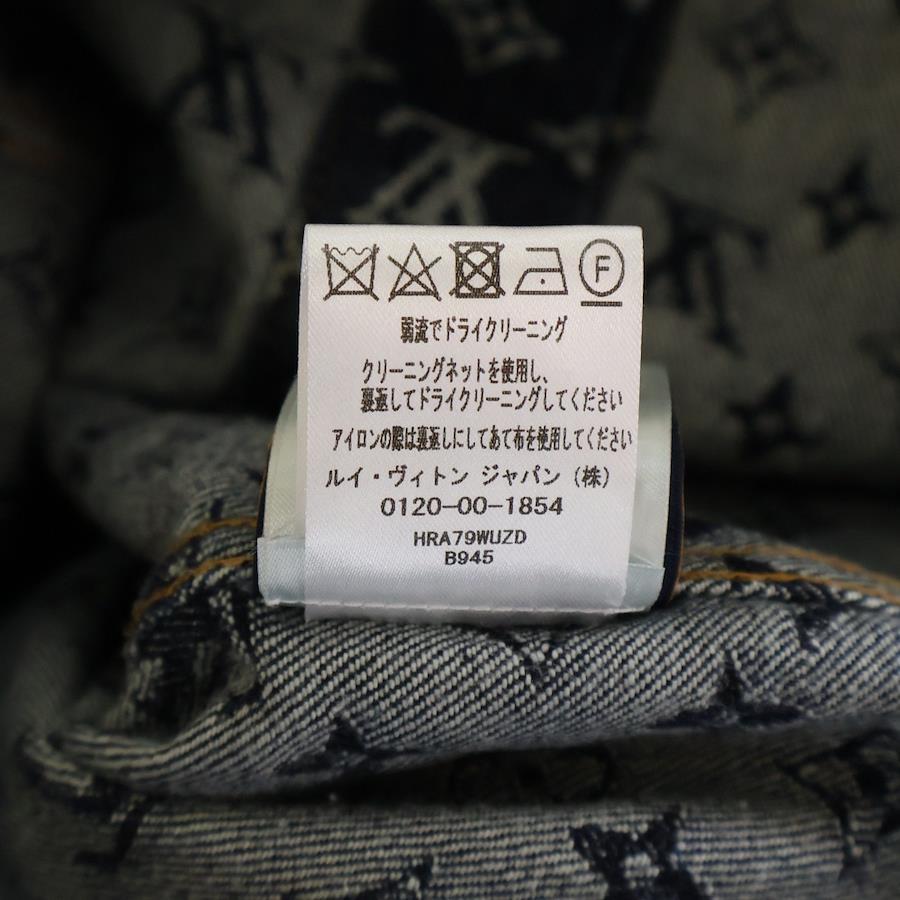 F
弱流でドライクリーニング
クリーニングネットを使用し、
裏返してドライクリーニングしてください
アイロンの際は裏返しにしてあて布を使用してください
ルイ・ヴィトン ジャパン (株)
0120-00-1854
HRA79WUZD
B945